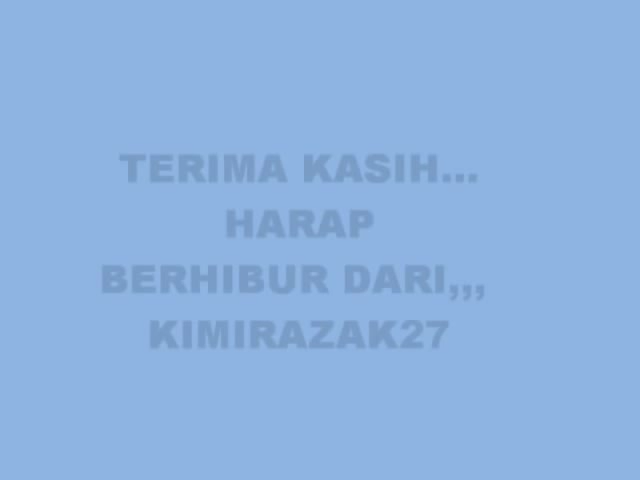 TERIMA KASIH...
HARAP
BERHIBUR DARI,,,
KIMIRAZAK27